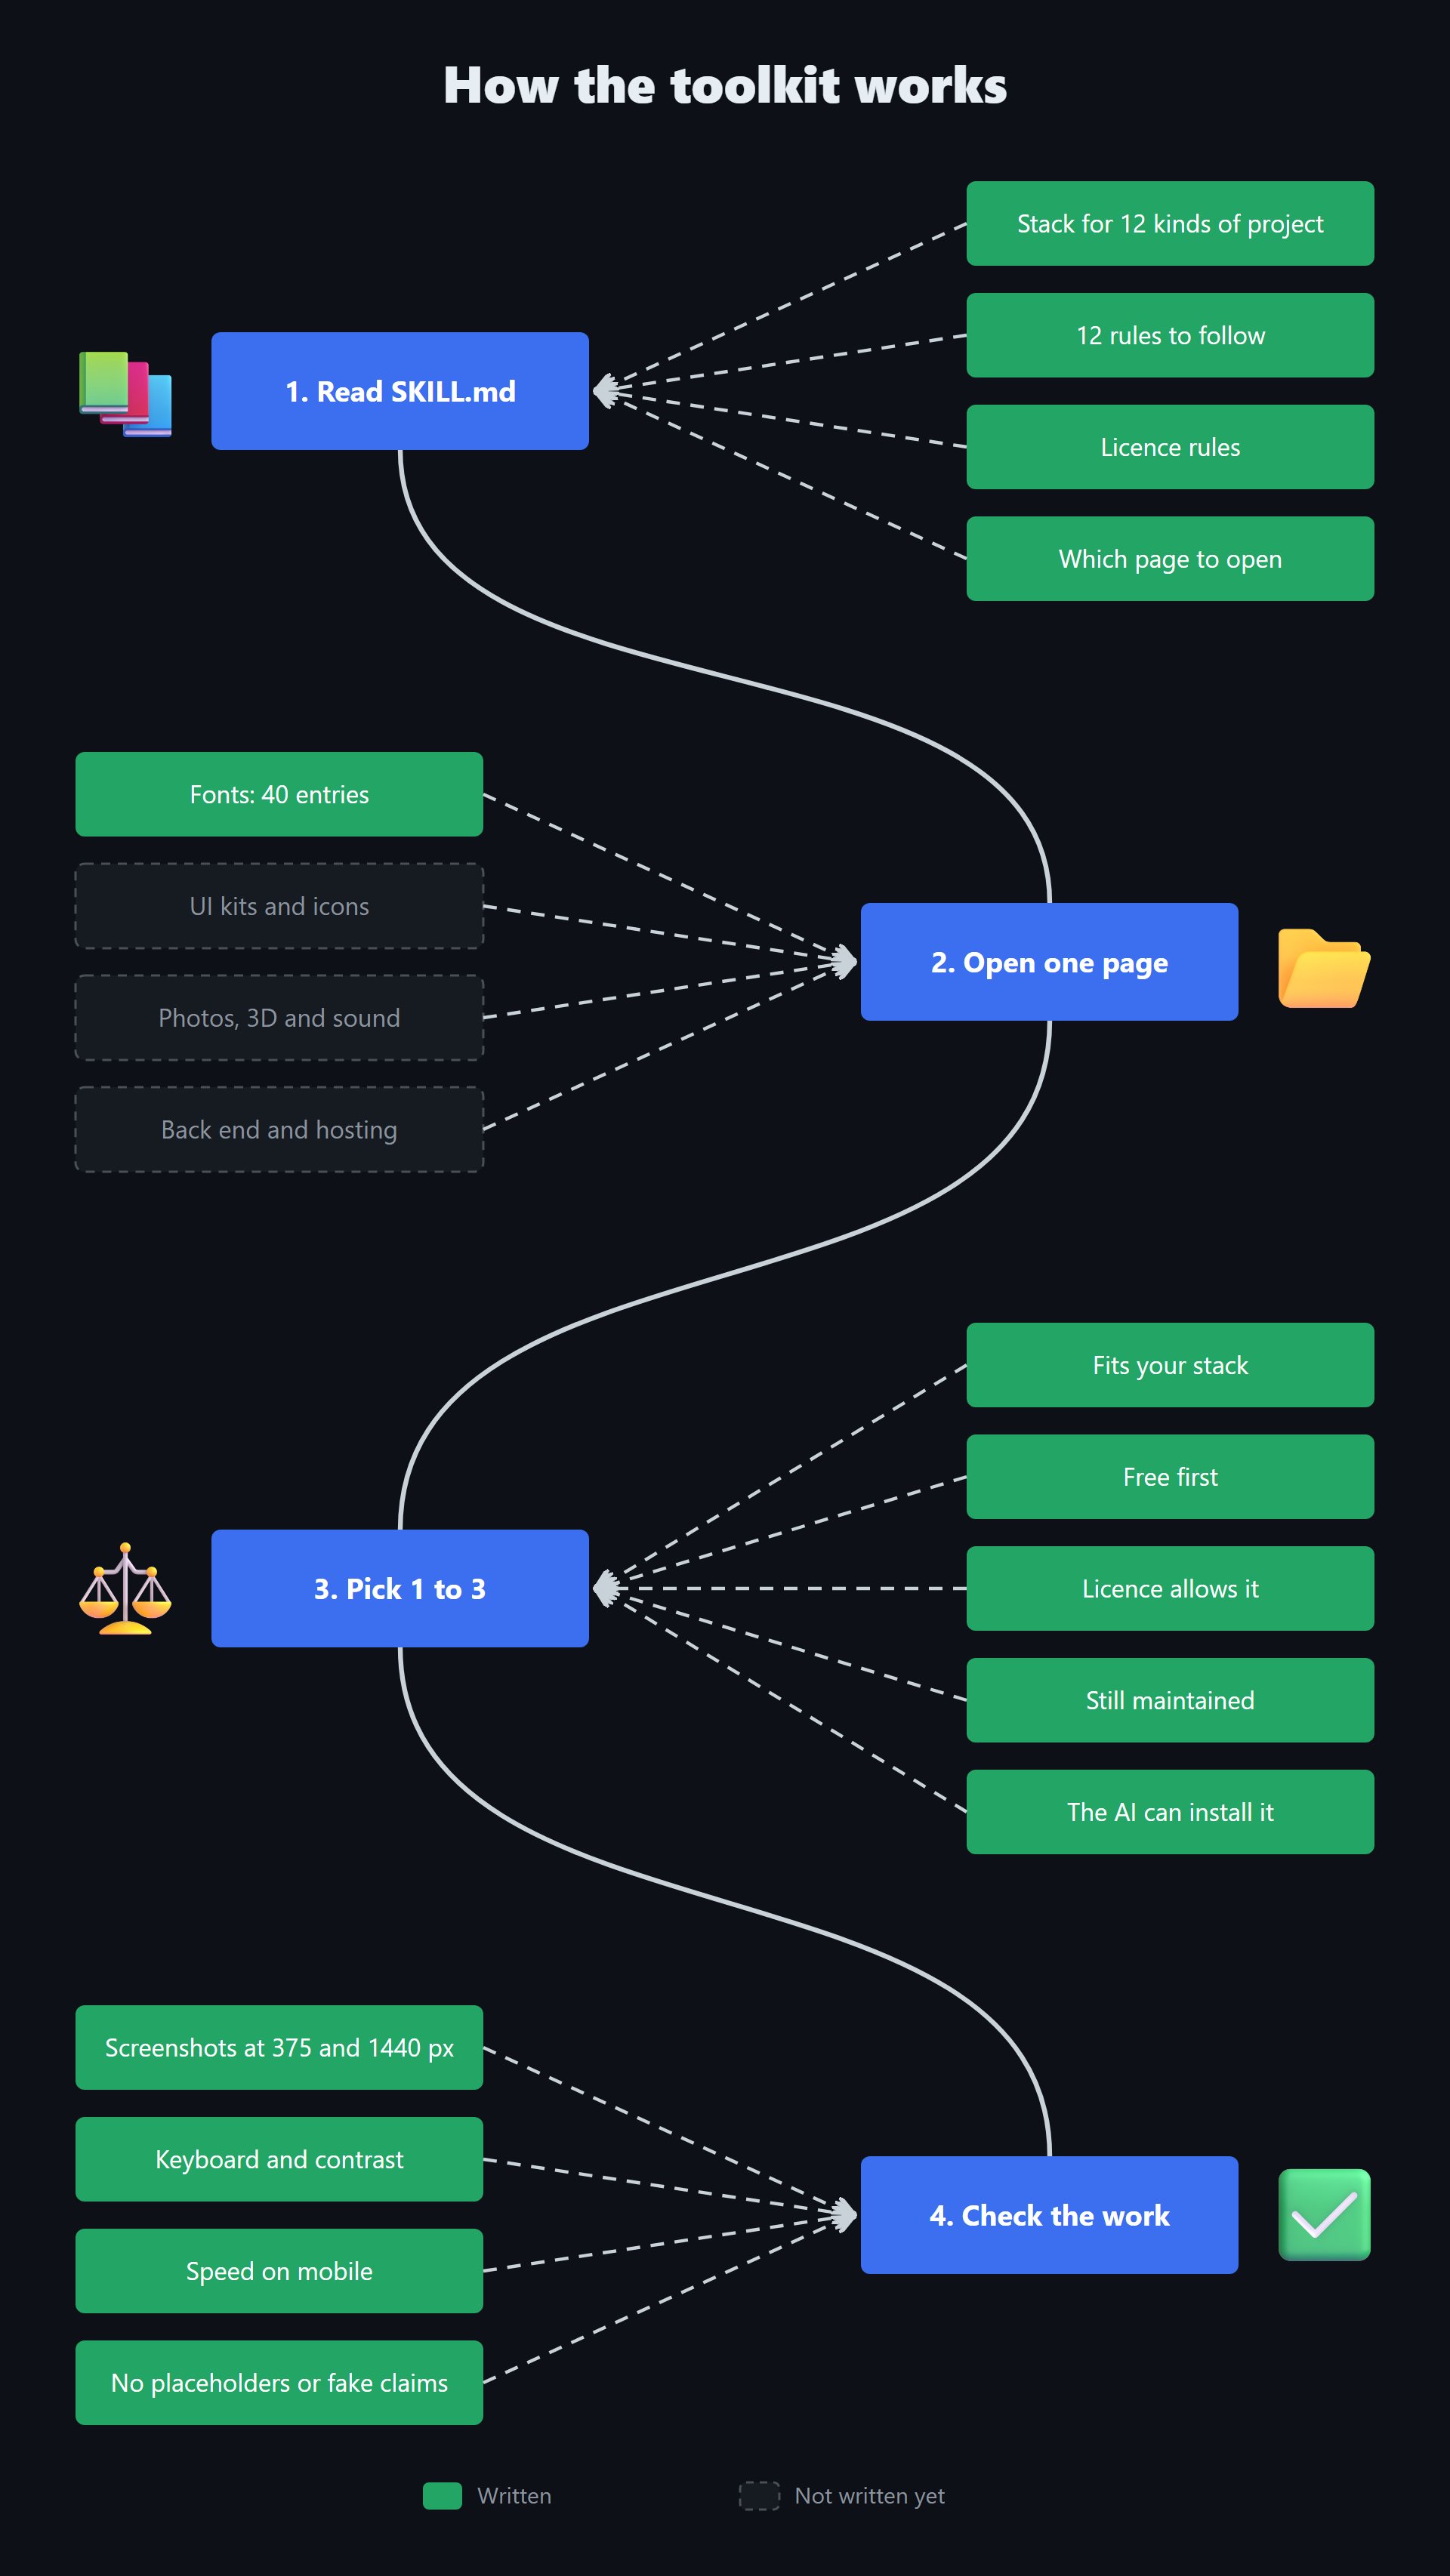 How the toolkit works
Stack for 12 kinds of project
12 rules to follow
1. Read SKILL.md
Licence rules
Which page to open
Fonts: 40 entries
UI kits and icons
2. Open one page
Photos, 3D and sound
Back end and hosting
Fits your stack
Free first
3. Pick 1 to 3
Licence allows it
Still maintained
The AI can install it
Screenshots at 375 and 1440 px
Keyboard and contrast
4. Check the work
Speed on mobile
No placeholders or fake claims
Written
Not written yet